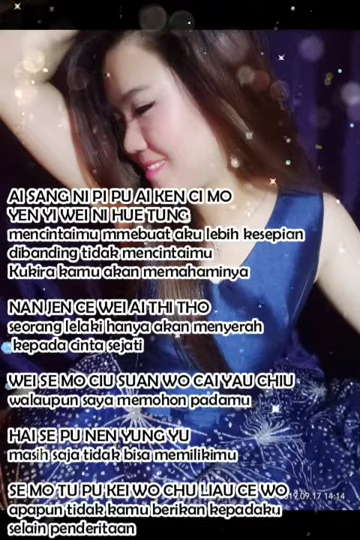 AI SANG NI PI PU AI KEN CI MO
YEN YI WEI NI HUE TUNG
mencintaimu mmebuat aku lebih kesepian
dibanding tidak mencintaimu
Kukira kamu akan memahaminya
NAN JEN CE WEI AI THI THO
seorang lelaki hanya akan menyerah
kepada cinta sejati
WEI SE MO CIU SUAN WO CAI YAU CHIU
walaupun saya memohon padamu
HAI SE PU NEN YUNG YU
masih saja tidak bisa memilikimu
SE MO TU PU KEI WO CHU LIAU CE WO
09.17 14:14
apapun tidak kamu berikan kepadaku
selain penderitaan